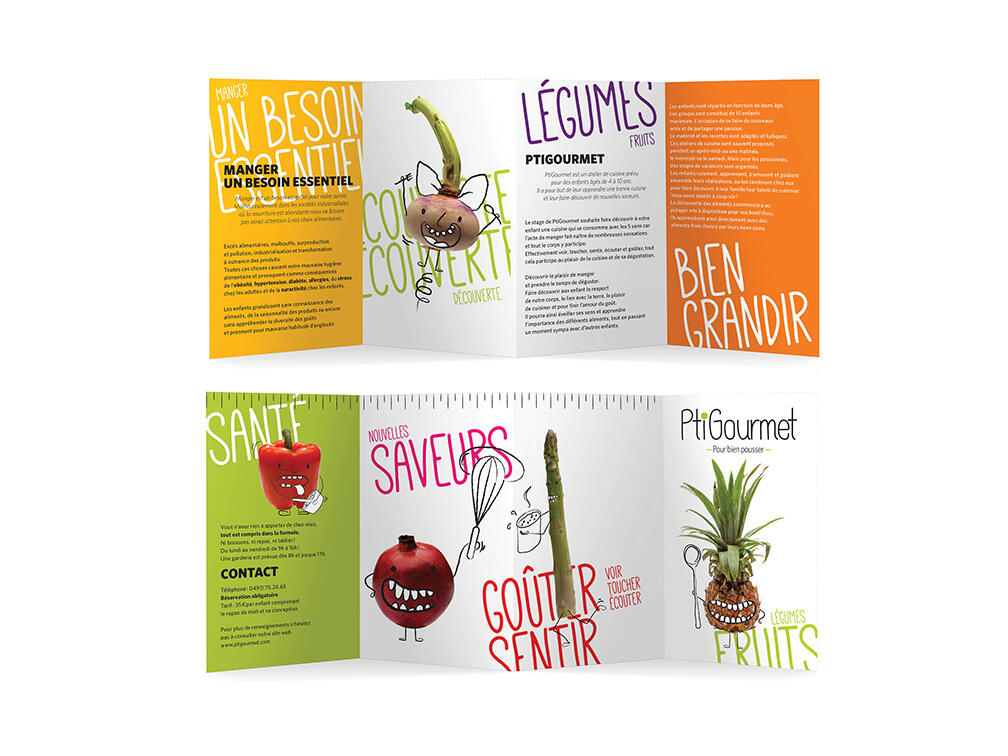 MANGER
UN BESOIN
ESSENTIEL
MANGER
UN BESOIN ESSENTIEL
Manger est un besoin essentiel pour notre survie.
Malheureusement dans les sociétés industrialisées
où la nourriture est abondante nous ne faisons
pas assez attention à nos choix alimentaires.
Excés alimentaires, malbouffe, surproduction
et pollution, industrialisation et transformation
à outrance des produits.
Toutes ces choses causent notre mauvaise hygiène
alimentaire et provoquent comme conséquences
de l'obésité, hypertension, diabète, allergies, du stress
chez les adultes et de la suractivité chez les enfants.
Les enfants grandissent sans connaissance des
aliments, de la saisonnalité des produits ou encore
sans appréhender la diversité des goûts
et prennent pour mauvaise habitude d'engloutir.
DÉCOUVERTE
LÉGUMES
FRUITS
PTIGOURMET
PtiGourmet est un atelier de cuisine prévu
pour des enfants âgés de 4 à 10 ans.
Il a pour but de leur apprendre une bonne cuisine
et leur faire découvrir de nouvelles saveurs.
Le stage de PtiGourmet souhaite faire découvrir à votre
enfant une cuisine qui se consomme avec les 5 sens car
l'acte de manger fait naître de nombreuses sensations
et tout le corps y participe.
Effectivement voir, toucher, sentir, écouter et goûter, tout
cela participe au plaisir de la cuisine et de sa dégustation.
Découvrir le plaisir de manger
et prendre le temps de déguster.
Faire découvrir aux enfant le respect
de notre corps, le lien avec la terre, le plaisir
de cuisiner et pour finir l'amour du goût.
Il pourra ainsi éveiller ses sens et apprendre
l'importance des différents aliments, tout en passant
un moment sympa avec d'autres enfants.
Les enfants sont répartis en fonction de leurs âge.
Les groups sont constitué de 10 enfants
maximum. L'occasion de se faire de nouveaux
amis et de partager une passion.
Le matériel et les recettes sont adaptés et ludiques.
Ces ateliers de cuisine sont souvent proposés
pendant un après-midi ou une matinée,
le mercredi ou le samedi. Mais pour les passionnés,
des stages de vacances sont organisés.
Les enfants cuisinent, apprennent, s'amusent et goûtent
ensemble leurs réalisations, ou les ramènent chez eux
pour faire découvrir à leur famille leur talent de cuisinier
Vous serez épatés à coup sûr !
La découverte des aliments commencera au
potager mis à disposition pour vos bout'chou.
Ils apprendront ainsi directement avec des
aliments frais choisis par leurs bons soins
BIEN
GRANDIR
SANTÉ
Vous n'avez rien à apporter de chez vous,
tout est compris dans la formule.
Ni boissons, ni repas, ni tablier!
Du lundi au vendredi de 9h à 16h!
Une garderie est prévue dès 8h et jusque 17h.
CONTACT
Téléphone : 0497/75.24.65
Réservation obligatoire
Tarif : 35 € par enfant comprenant
le repas de midi et sa conception
Pour plus de renseignements n'hésitez
pas à consulter notre site web.
www.ptigourmet.com
NOUVELLES
SAVEURS
GOÛTER
SENTIR
VOIR
TOUCHER
ÉCOUTER
PtiGourmet
— Pour bien pousser —
LÉGUMES
FRUITS